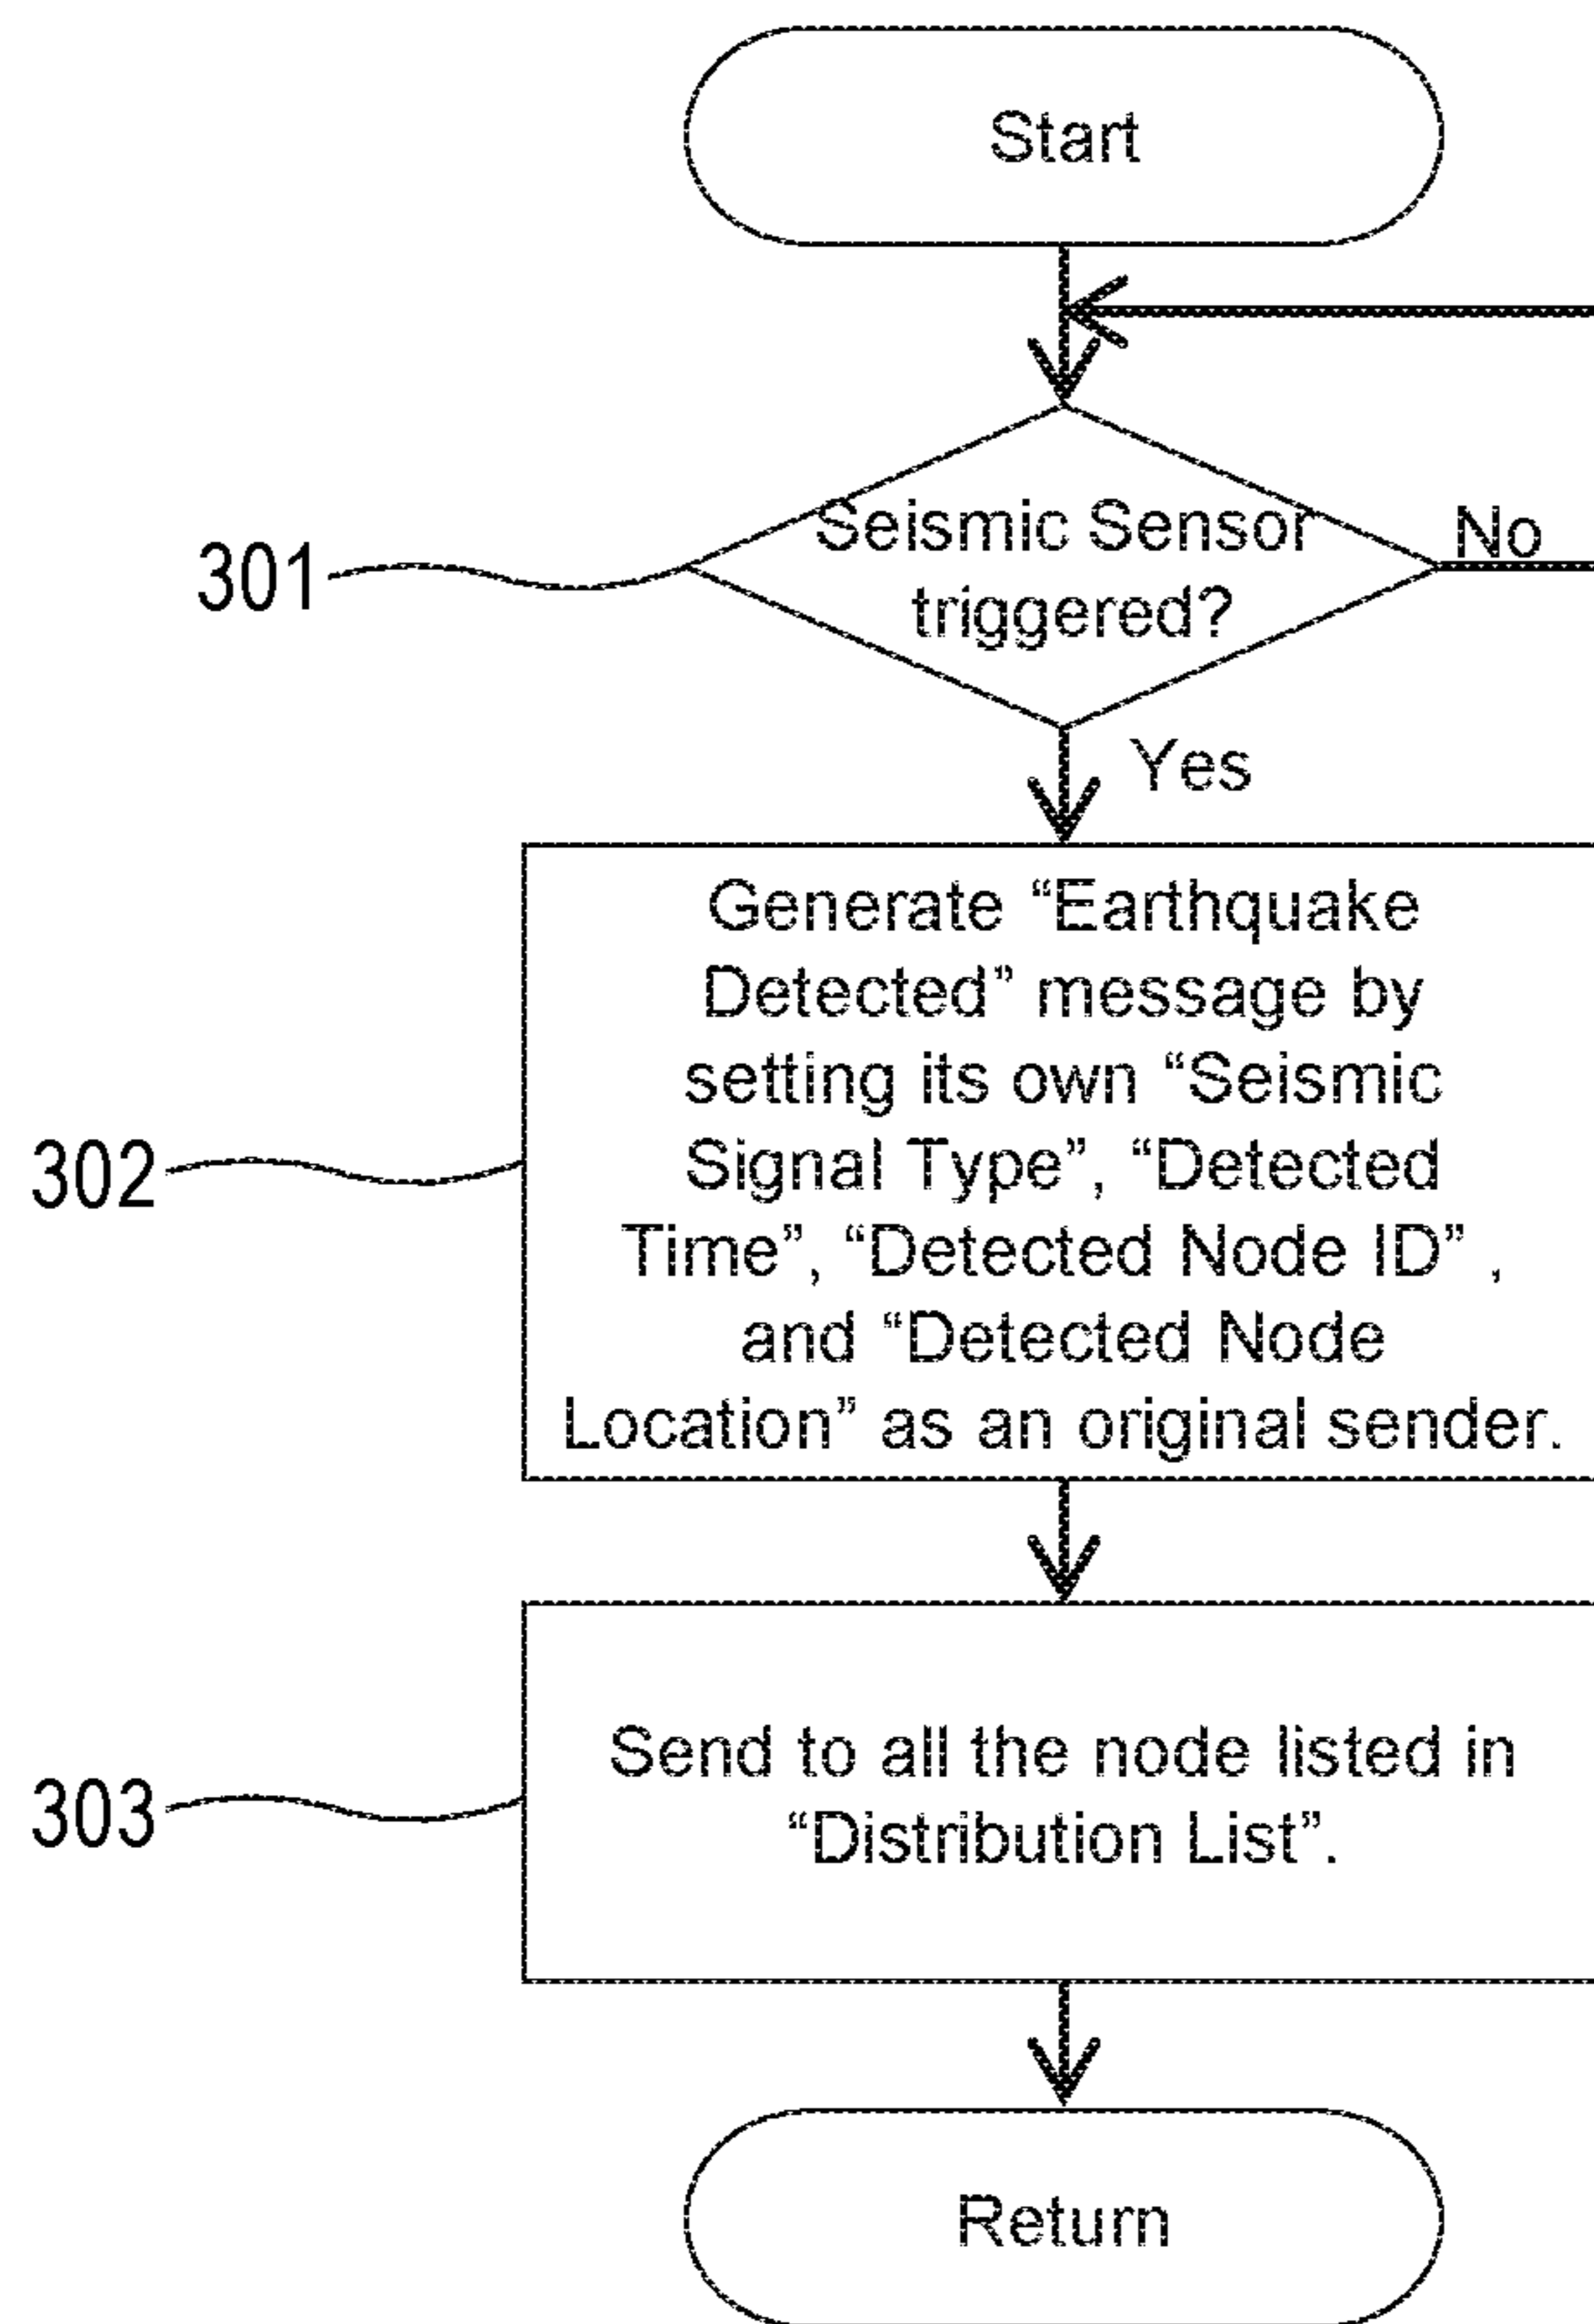 Start
Seismic Sensor
triggered?
No
301
Yes
Generate “Earthquake
Detected” message by
setting its own “Seismic
Signal Type”, “Detected
Time”, “Detected Node ID” ,
and “Detected Node
Location” as an original sender.
302
Send to all the node listed in
“Distribution List”.
303
Return